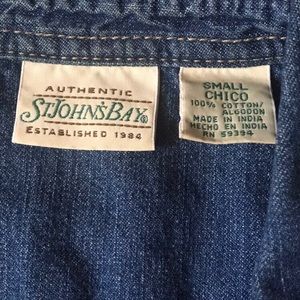 AUTHENTIC
ST.JOHN'S BAY®
ESTABLISHED 1984
SMALL
CHICO
100% COTTON/
ALGODON
MADE IN INDIA
HECHO EN INDIA
RN 59394